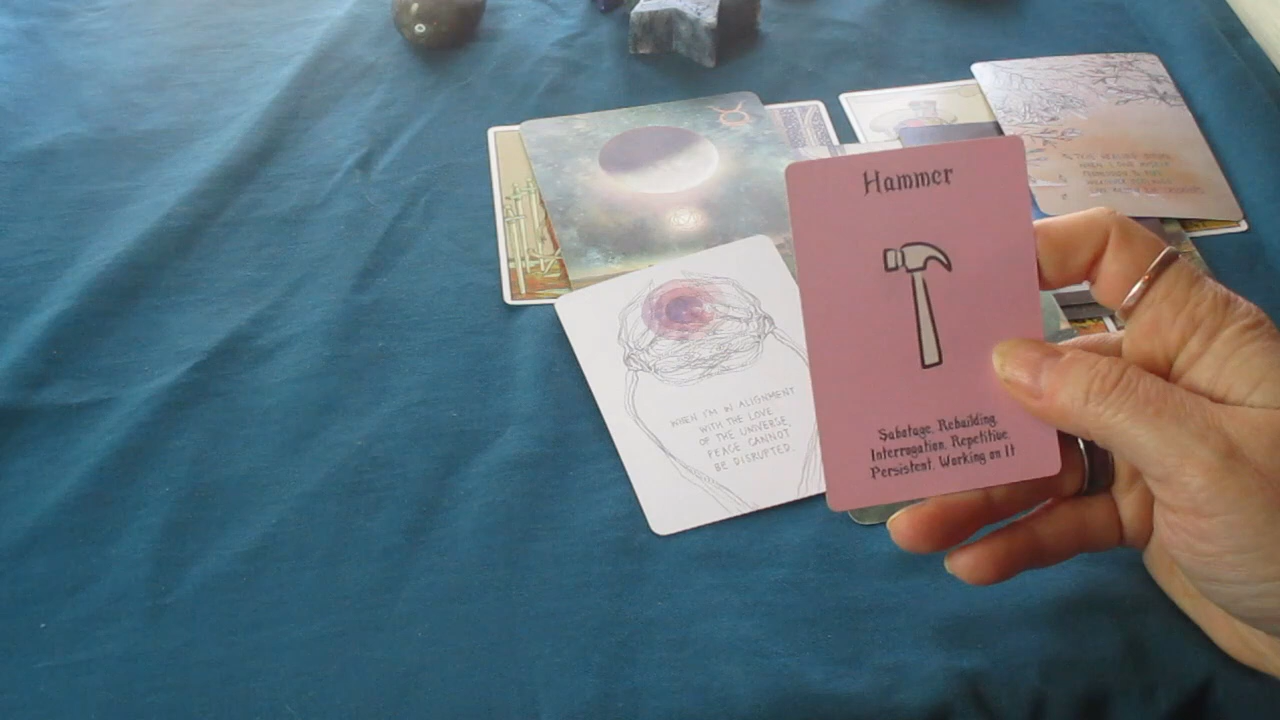 Hammer
Sabotage, Rebuilding,
Interrogation, Repetitive,
Persistent, Working on It
WHEN I'M IN ALIGNMENT
WITH THE LOVE
OF THE UNIVERSE,
PEACE CANNOT
BE DISRUPTED.